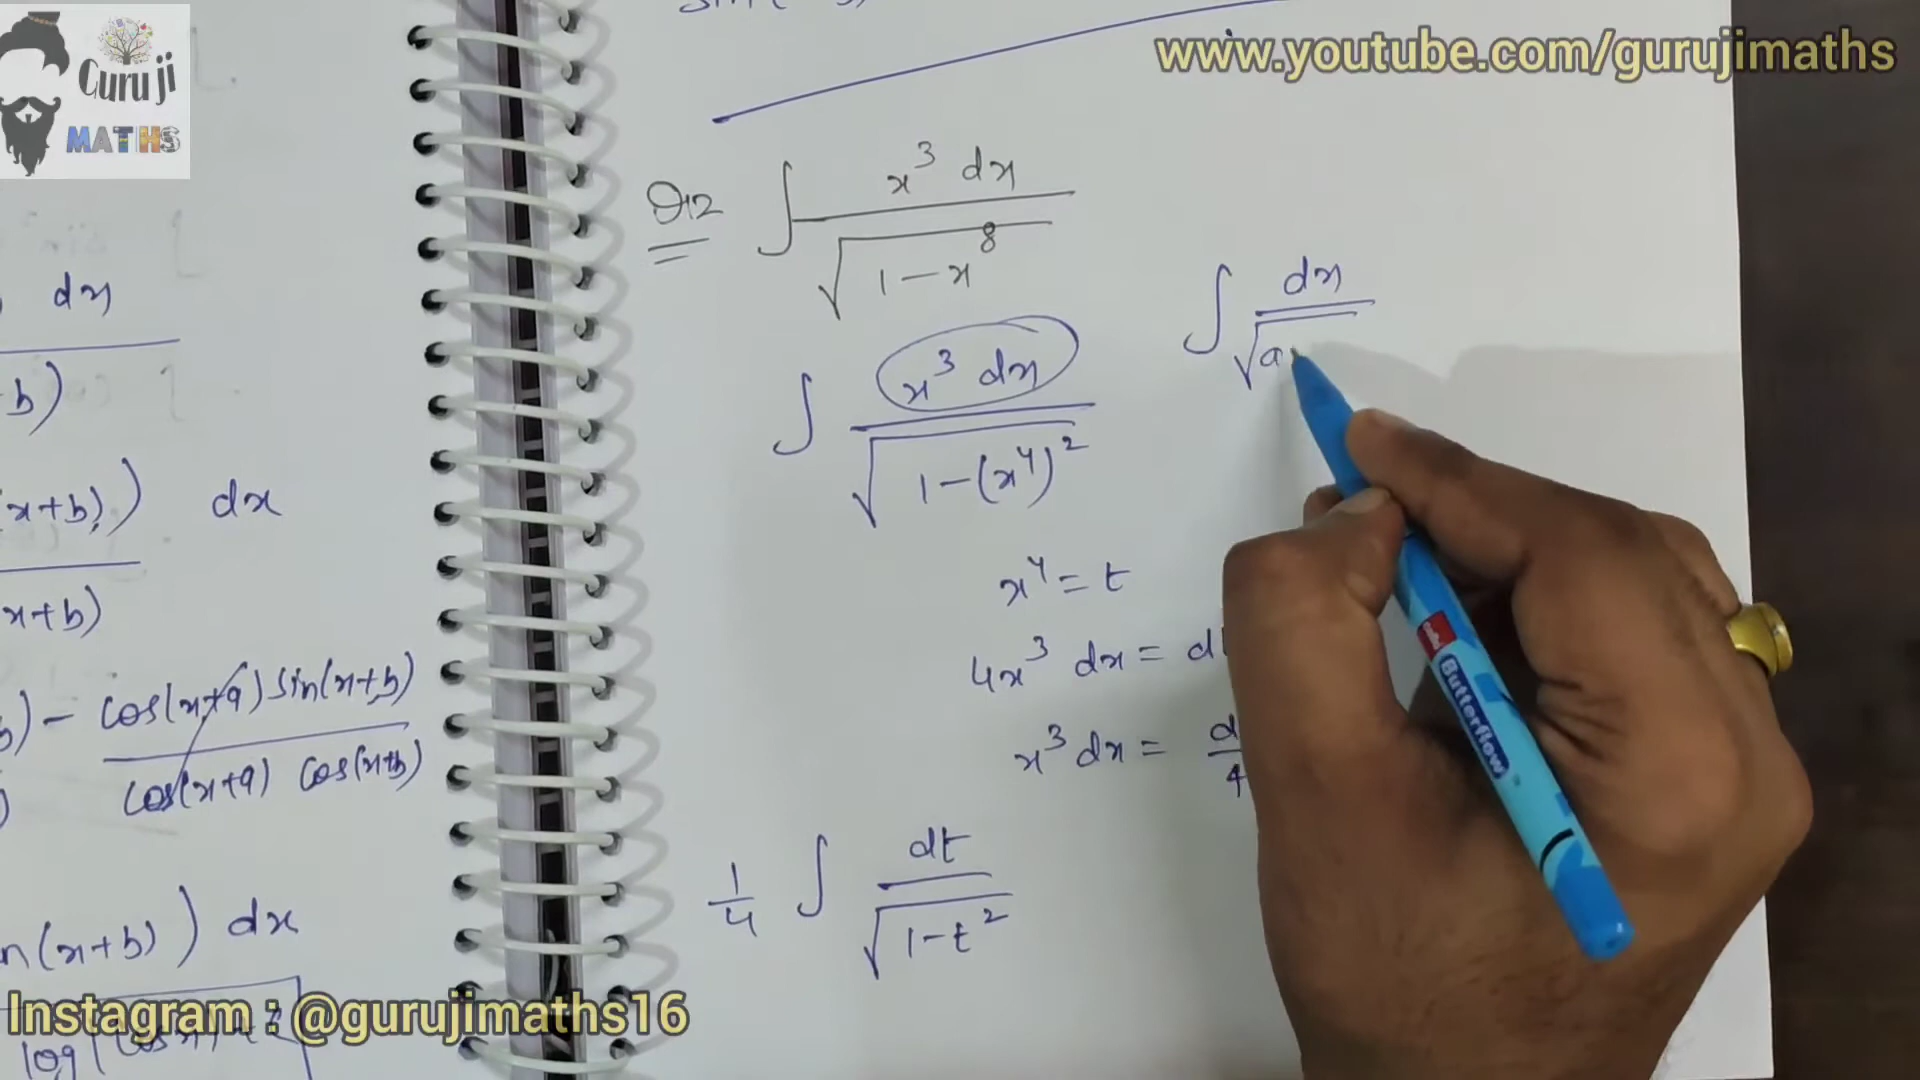 www.youtube.com/gurujimaths
Guru ji
MATHS
dx
b)
(x+b)) dx
x+b)
b) - cos(x+a) sin(x+b)
cos(x+a) cos(x+b)
n(x+b)) dx
Q12 ∫ x³ dx / √(1-x⁸)
∫ x³ dx / √(1-(x⁴)²)
∫ dx / √a
x⁴ = t
4x³ dx = d
x³ dx = d / 4
1/4 ∫ dt / √(1-t²)
Butterflow
Instagram : @gurujimaths16